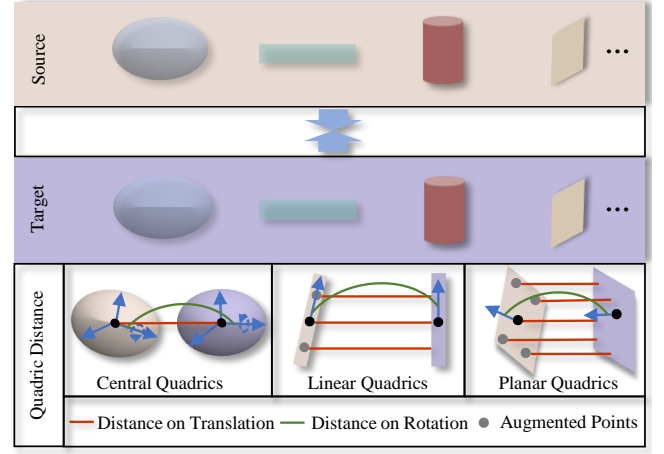 Source
...
Target
...
Quadric Distance
Central Quadrics
Linear Quadrics
Planar Quadrics
Distance on Translation
Distance on Rotation
Augmented Points